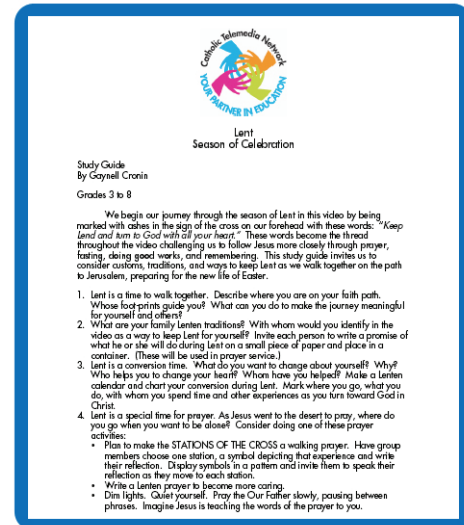 Catholic Telemedia Network
YOUR PARTNER IN EDUCATION
Lent
Season of Celebration
Study Guide
By Gaynell Cronin
Grades 3 to 8
We begin our journey through the season of Lent in this video by being
marked with ashes in the sign of the cross on our forehead with these words: "Keep
Lend and turn to God with all your heart." These words become the thread
throughout the video challenging us to follow Jesus more closely through prayer,
fasting, doing good works, and remembering. This study guide invites us to
consider customs, traditions, and ways to keep Lent as we walk together on the path
to Jerusalem, preparing for the new life of Easter.
1. Lent is a time to walk together. Describe where you are on your faith path.
Whose foot-prints guide you? What can you do to make the journey meaningful
for yourself and others?
2. What are your family Lenten traditions? With whom would you identify in the
video as a way to keep Lent for yourself? Invite each person to write a promise of
what he or she will do during Lent on a small piece of paper and place in a
container. (These will be used in prayer service.)
3. Lent is a conversion time. What do you want to change about yourself? Why?
Who helps you to change your heart? Whom have you helped? Make a Lenten
calendar and chart your conversion during Lent. Mark where you go, what you
do, with whom you spend time and other experiences as you turn toward God in
Christ.
4. Lent is a special time for prayer. As Jesus went to the desert to pray, where do
you go when you want to be alone? Consider doing one of these prayer
activities:
• Plan to make the STATIONS OF THE CROSS a walking prayer. Have group
members choose one station, a symbol depicting that experience and write
their reflection. Display symbols in a pattern and invite them to speak their
reflection as they move to each station.
• Write a Lenten prayer to become more caring.
• Dim lights. Quiet yourself. Pray the Our Father slowly, pausing between
phrases. Imagine Jesus is teaching the words of the prayer to you.